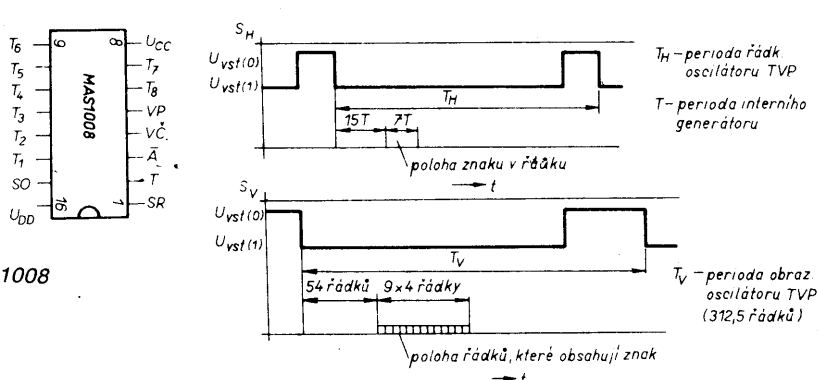 T6
T5
T4
T3
T2
T1
SO
UDD
9
8
16
1
MAS1008
UCC
T7
T8
VP
VČ.
Ā
T
SR
1008
SH
Uvst(0)
Uvst(1)
TH
15T
7T
poloha znaku v řádku
t
TH – perioda řádk.
oscilátoru TVP
T – perioda interního
generátoru
SV
Uvst(0)
Uvst(1)
TV
54 řádků
9x4 řádky
poloha řádků, které obsahují znak
t
TV – perioda obraz.
oscilátoru TVP
(312,5 řádků)